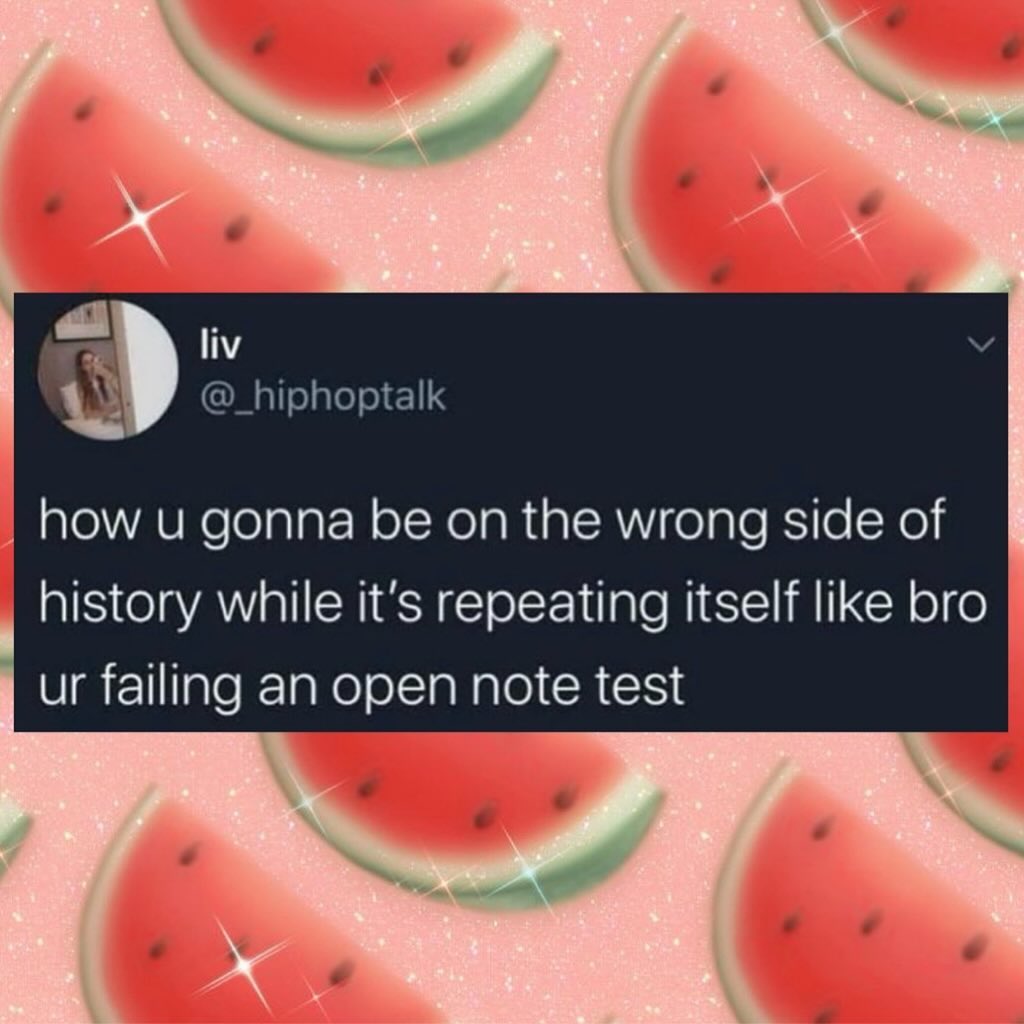 liv
@_hiphoptalk
how u gonna be on the wrong side of
history while it's repeating itself like bro
ur failing an open note test